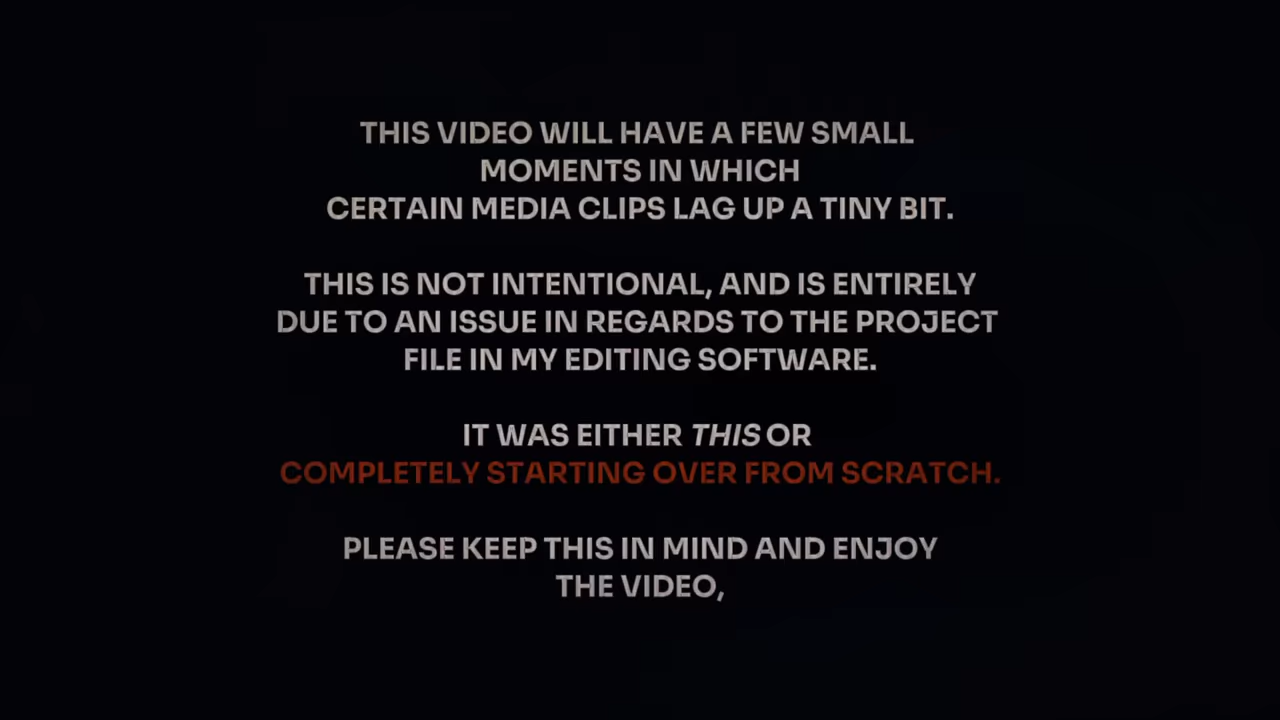 THIS VIDEO WILL HAVE A FEW SMALL
MOMENTS IN WHICH
CERTAIN MEDIA CLIPS LAG UP A TINY BIT.
THIS IS NOT INTENTIONAL, AND IS ENTIRELY
DUE TO AN ISSUE IN REGARDS TO THE PROJECT
FILE IN MY EDITING SOFTWARE.
IT WAS EITHER THIS OR
COMPLETELY STARTING OVER FROM SCRATCH.
PLEASE KEEP THIS IN MIND AND ENJOY
THE VIDEO,